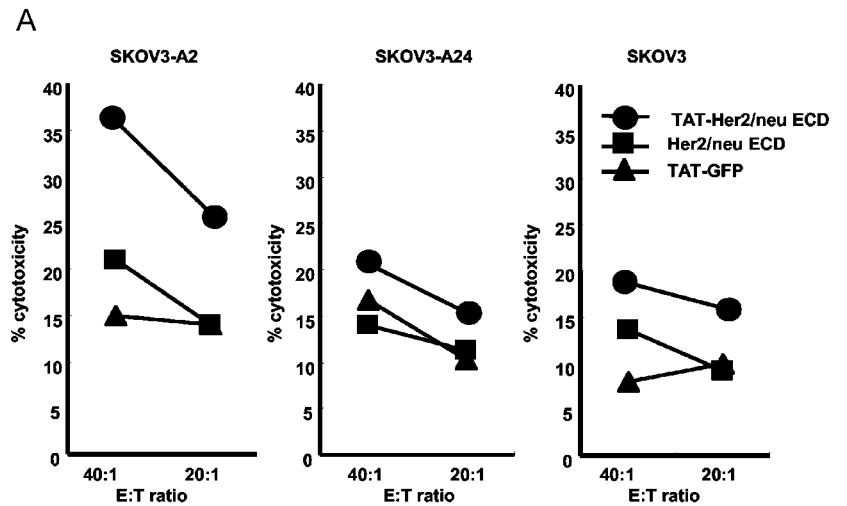 A
SKOV3-A2
SKOV3-A24
SKOV3
40
35
30
25
20
15
10
5
0
% cytotoxicity
40:1
20:1
E:T ratio
40
35
30
25
20
15
10
5
0
% cytotoxicity
40:1
20:1
E:T ratio
40
35
30
25
20
15
10
5
0
% cytotoxicity
40:1
20:1
E:T ratio
TAT-Her2/neu ECD
Her2/neu ECD
TAT-GFP